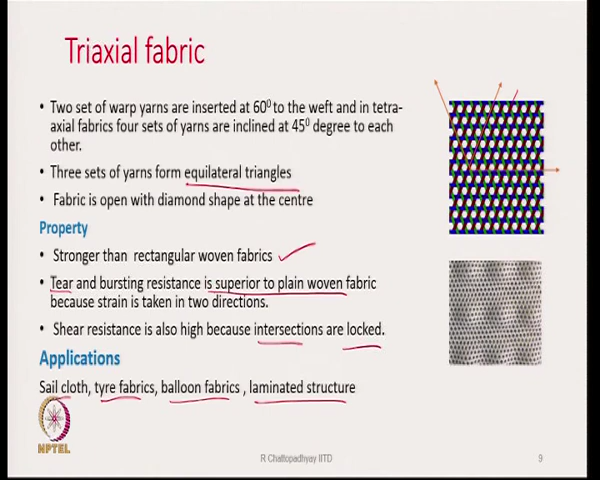 Triaxial fabric
• Two set of warp yarns are inserted at 60⁰ to the weft and in tetra-
axial fabrics four sets of yarns are inclined at 45⁰ degree to each
other.
• Three sets of yarns form equilateral triangles
• Fabric is open with diamond shape at the centre
Property
• Stronger than rectangular woven fabrics
• Tear and bursting resistance is superior to plain woven fabric
because strain is taken in two directions.
• Shear resistance is also high because intersections are locked.
Applications
Sail cloth, tyre fabrics, balloon fabrics , laminated structure
NPTEL
R Chattopadhyay IITD
9